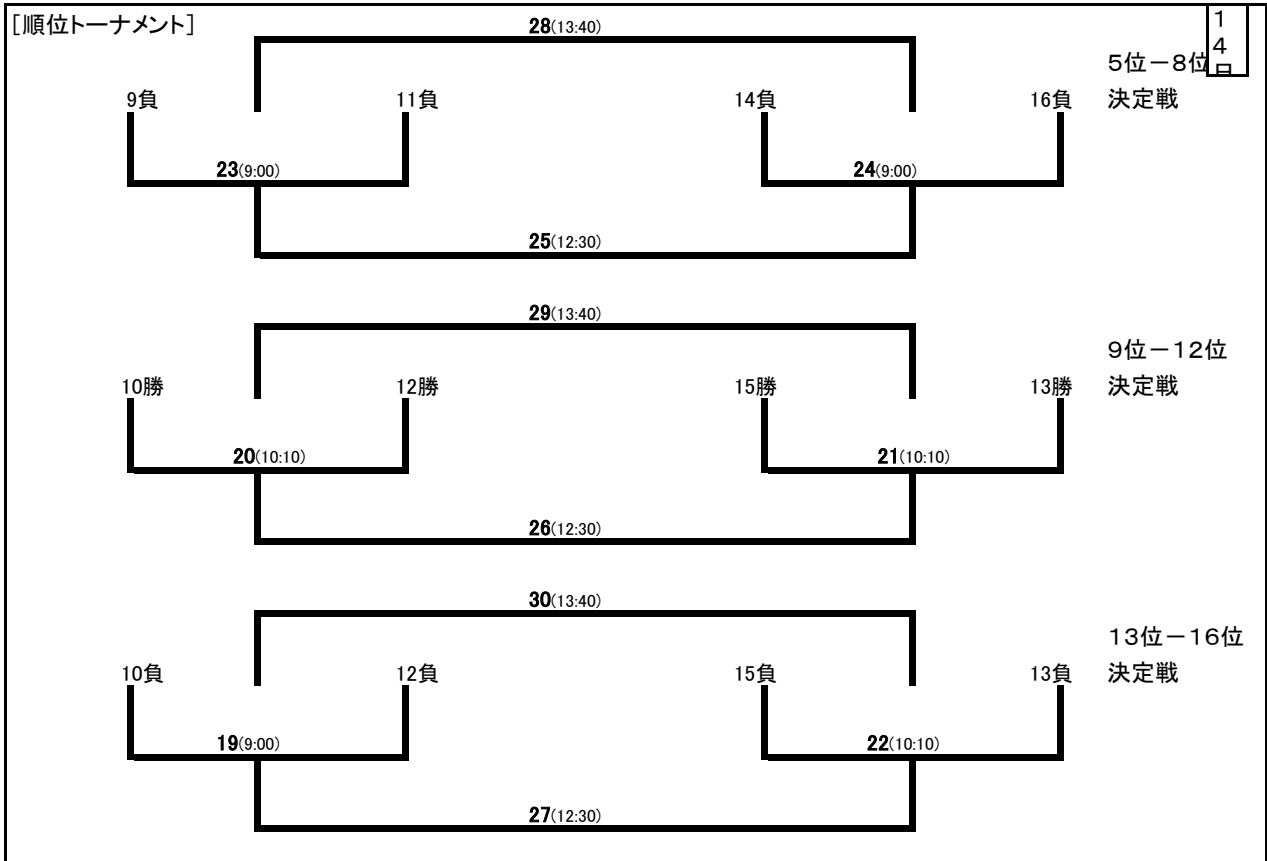 [順位トーナメント]
1
4
28(13:40)
5位－8位
決定戦
9負
11負
14負
16負
23(9:00)
24(9:00)
25(12:30)
29(13:40)
9位－12位
決定戦
10勝
12勝
15勝
13勝
20(10:10)
21(10:10)
26(12:30)
30(13:40)
13位－16位
決定戦
10負
12負
15負
13負
19(9:00)
22(10:10)
27(12:30)